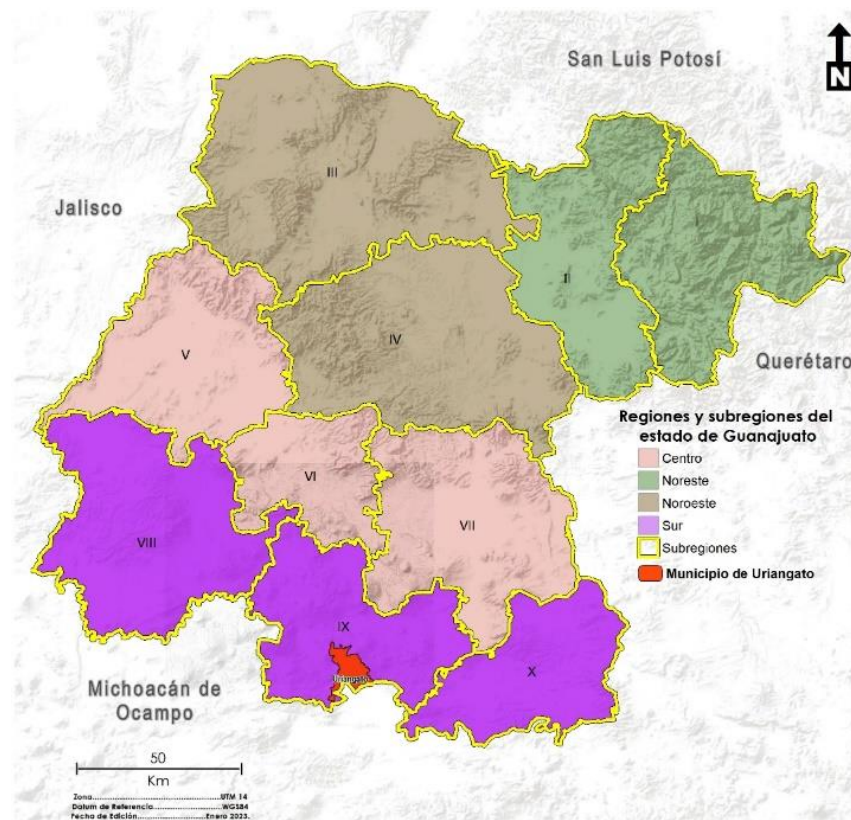 San Luis Potosí
N
III
Jalisco
I
II
IV
V
Querétaro
Regiones y subregiones del
estado de Guanajuato
Centro
Noreste
Noroeste
Sur
Subregiones
Municipio de Uriangato
VI
VII
VIII
IX
X
Uriangato
Michoacán de
Ocampo
50
Km
Zona..............................UTM 14
Datum de Referencia..................WGS84
Fecha de Edición................Enero 2023.